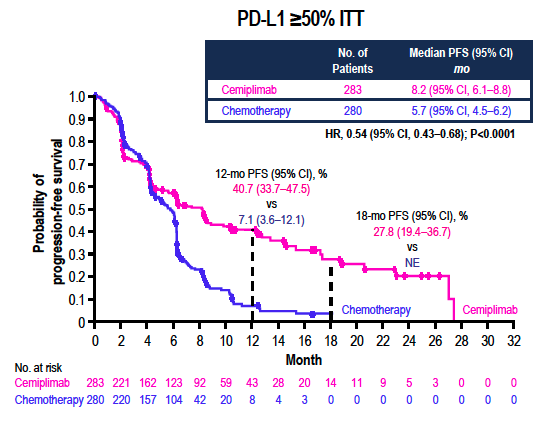 PD-L1 ≥50% ITT
No. of Patients Median PFS (95% CI) mo
Cemiplimab 283 8.2 (95% CI, 6.1–8.8)
Chemotherapy 280 5.7 (95% CI, 4.5–6.2)
HR, 0.54 (95% CI, 0.43–0.68); P<0.0001
Probability of
progression-free survival
1.0
0.9
0.8
0.7
0.6
0.5
0.4
0.3
0.2
0.1
0
12-mo PFS (95% CI), %
40.7 (33.7–47.5)
vs
7.1 (3.6–12.1)
18-mo PFS (95% CI), %
27.8 (19.4–36.7)
vs
NE
Chemotherapy
Cemiplimab
0 2 4 6 8 10 12 14 16 18 20 22 24 26 28 30 32
Month
No. at risk
Cemiplimab 283 221 162 123 92 59 43 28 20 14 11 9 5 3 0 0 0
Chemotherapy 280 220 157 104 42 20 8 4 3 0 0 0 0 0 0 0 0